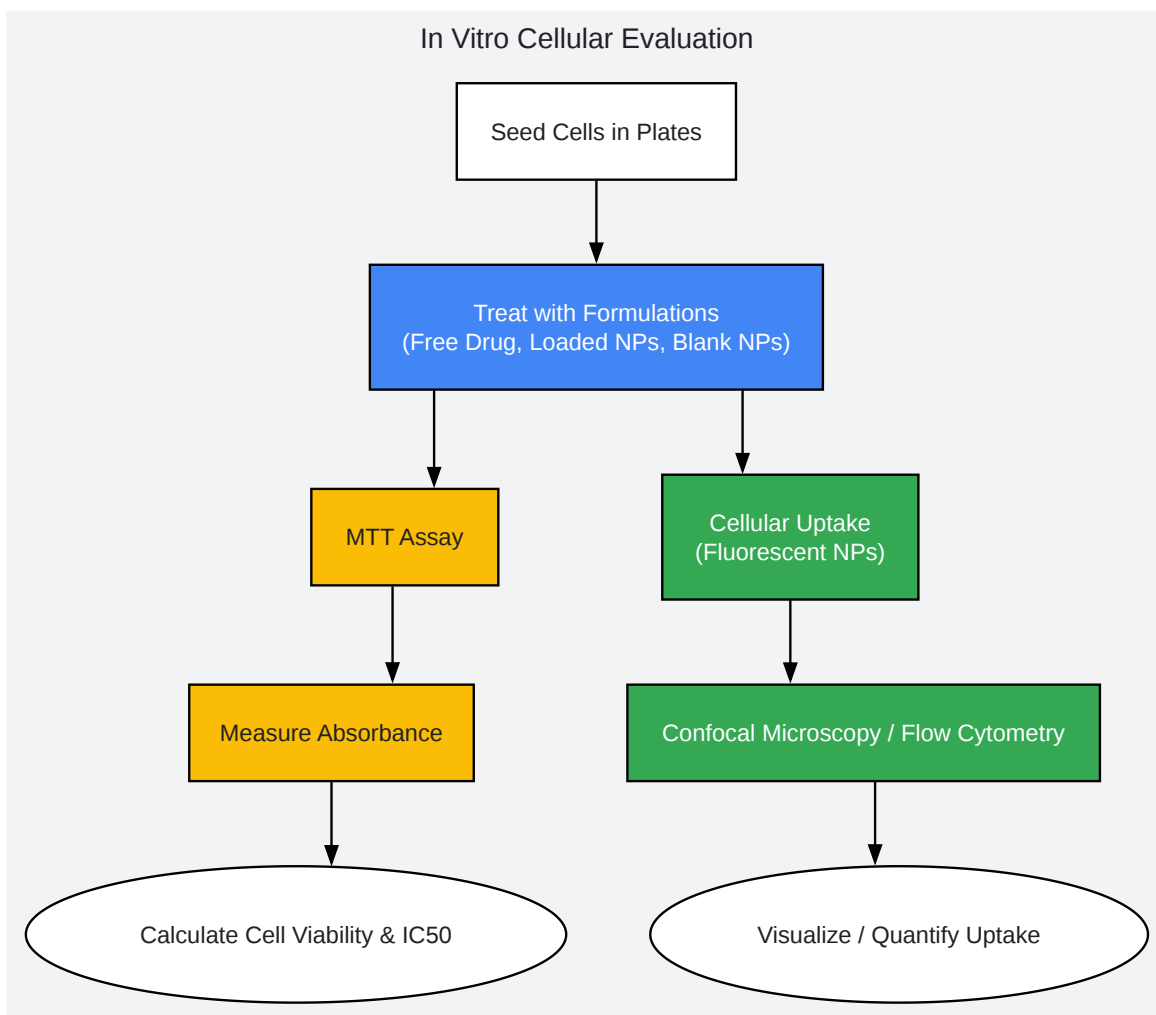 In Vitro Cellular Evaluation
Seed Cells in Plates
Treat with Formulations
(Free Drug, Loaded NPs, Blank NPs)
MTT Assay
Cellular Uptake
(Fluorescent NPs)
Measure Absorbance
Confocal Microscopy / Flow Cytometry
Calculate Cell Viability & IC50
Visualize / Quantify Uptake